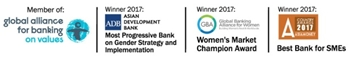 Member of:
global alliance
for banking
on values
Winner 2017:
ADB
ASIAN
DEVELOPMENT
BANK
Most Progressive Bank
on Gender Strategy and
Implementation
Winner 2017:
GBA
Global Banking
Alliance for Women
Women's Market
Champion Award
Winner 2017:
2017
Best Bank for SMEs